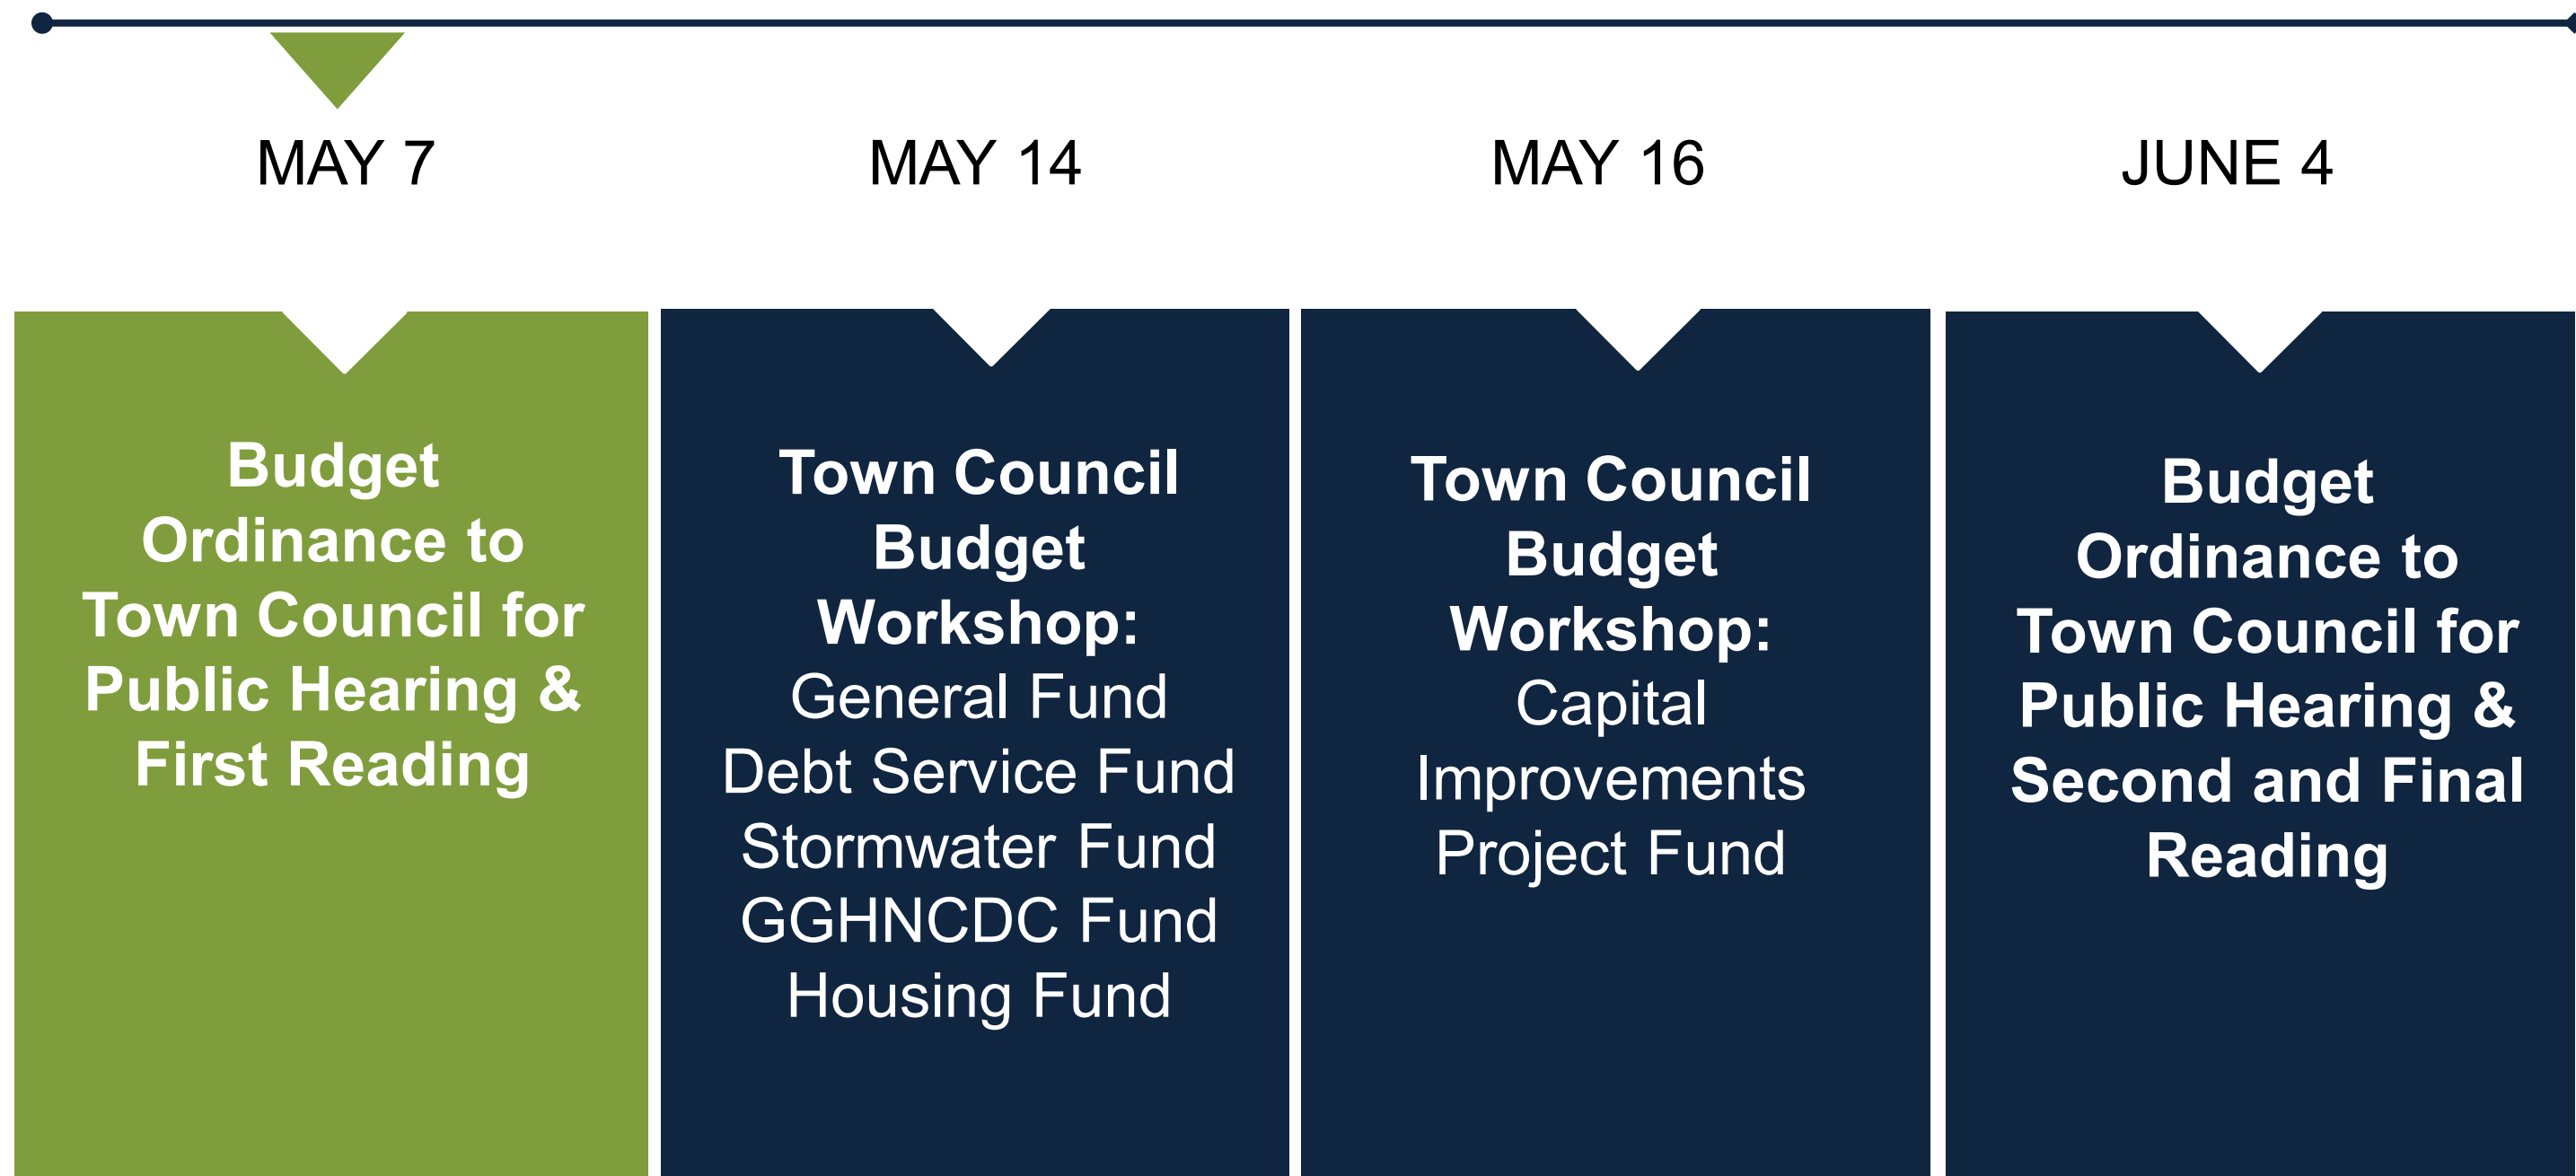 MAY 7
MAY 14
MAY 16
JUNE 4
Budget
Ordinance to
Town Council for
Public Hearing &
First Reading
Town Council
Budget
Workshop:
General Fund
Debt Service Fund
Stormwater Fund
GGHNCDC Fund
Housing Fund
Town Council
Budget
Workshop:
Capital
Improvements
Project Fund
Budget
Ordinance to
Town Council for
Public Hearing &
Second and Final
Reading